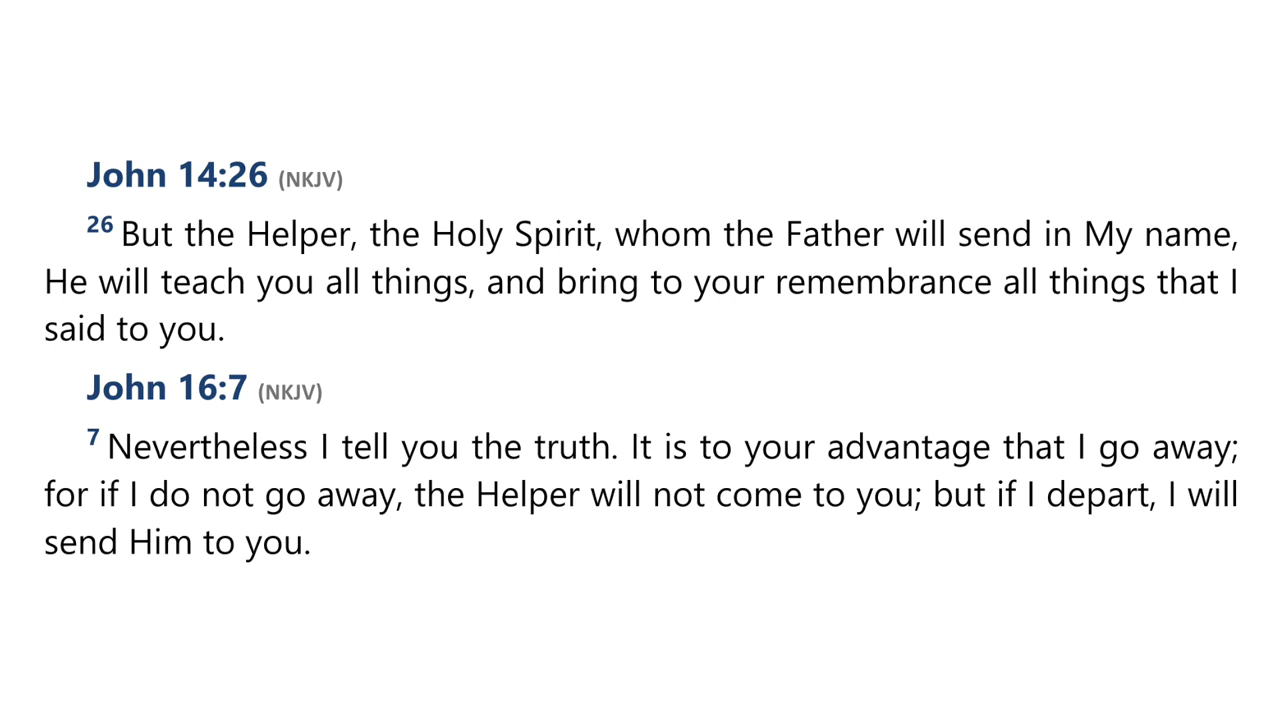 John 14:26 (NKJV)
26 But the Helper, the Holy Spirit, whom the Father will send in My name,
He will teach you all things, and bring to your remembrance all things that I
said to you.
John 16:7 (NKJV)
7 Nevertheless I tell you the truth. It is to your advantage that I go away;
for if I do not go away, the Helper will not come to you; but if I depart, I will
send Him to you.